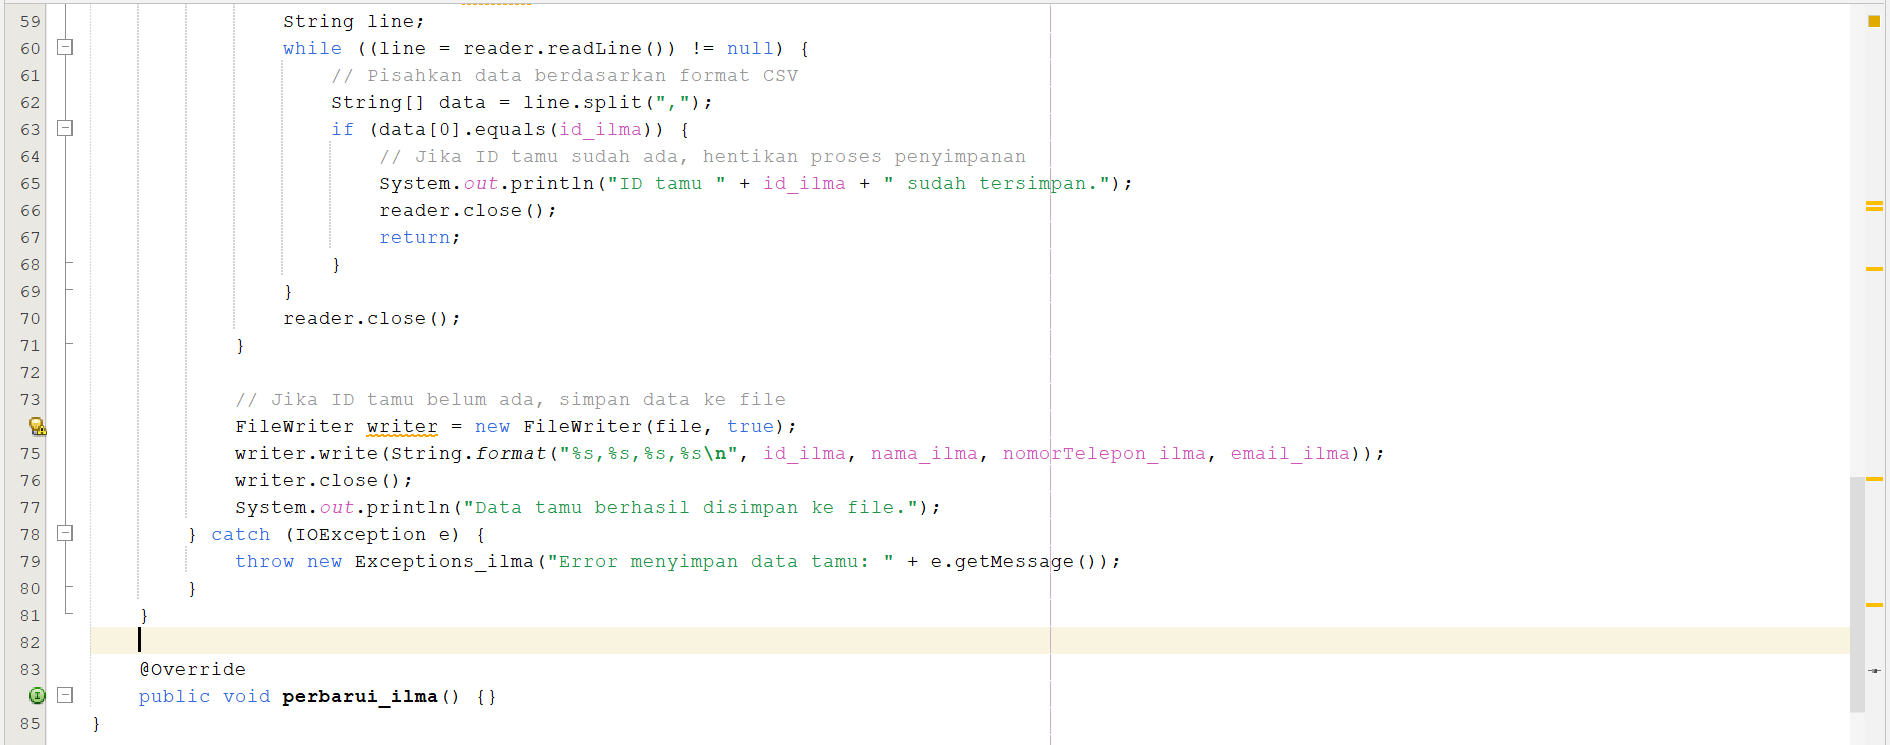 59 String line;
60 while ((line = reader.readLine()) != null) {
61 // Pisahkan data berdasarkan format CSV
62 String[] data = line.split(",");
63 if (data[0].equals(id_ilma)) {
64 // Jika ID tamu sudah ada, hentikan proses penyimpanan
65 System.out.println("ID tamu " + id_ilma + " sudah tersimpan.");
66 reader.close();
67 return;
68 }
69 }
70 reader.close();
71 }
72
73 // Jika ID tamu belum ada, simpan data ke file
FileWriter writer = new FileWriter(file, true);
75 writer.write(String.format("%s,%s,%s,%s\n", id_ilma, nama_ilma, nomorTelepon_ilma, email_ilma));
76 writer.close();
77 System.out.println("Data tamu berhasil disimpan ke file.");
78 } catch (IOException e) {
79 throw new Exceptions_ilma("Error menyimpan data tamu: " + e.getMessage());
80 }
81 }
82
83 @Override
public void perbarui_ilma() {}
85 }